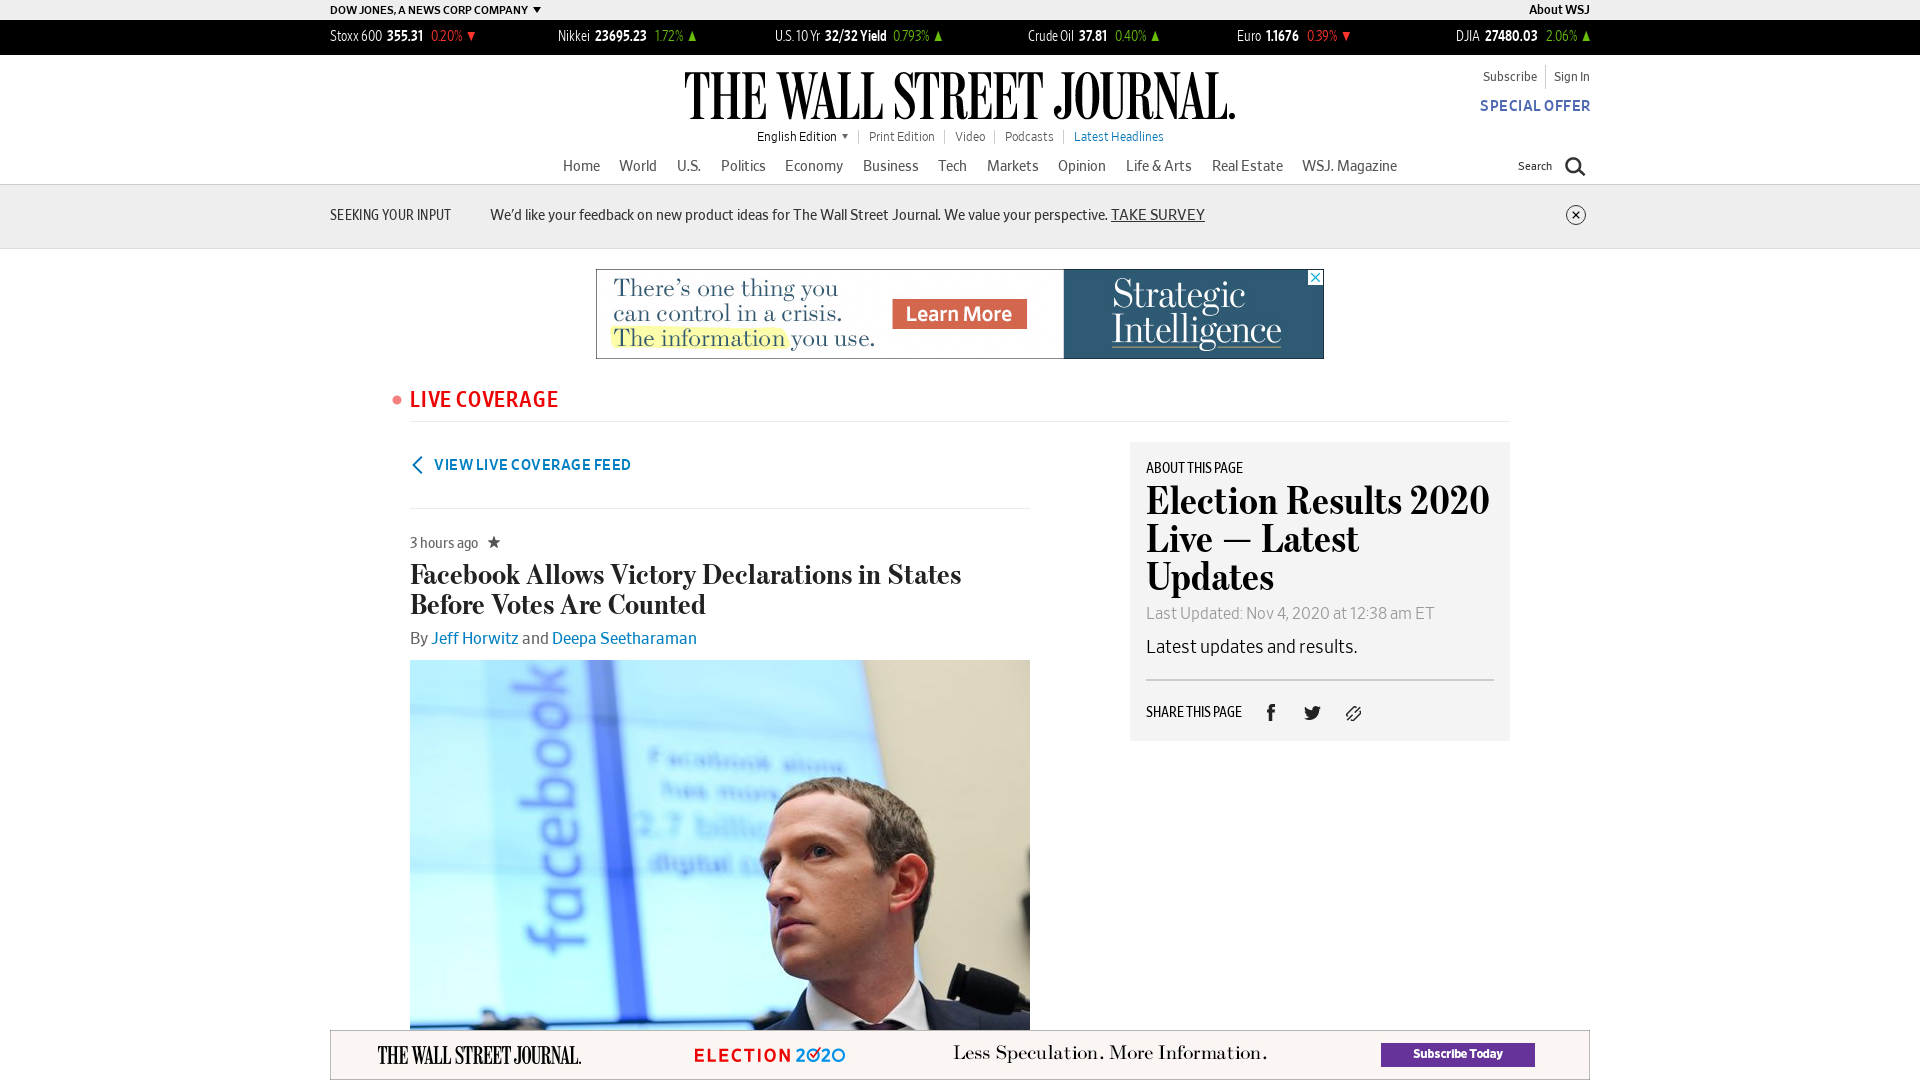 DOW JONES, A NEWS CORP COMPANY
About WSJ
Stoxx 600 355.31 0.20%
Nikkei 23695.23 1.72%
U.S. 10 Yr 32/32 Yield 0.793%
Crude Oil 37.81 0.40%
Euro 1.1676 0.39%
DJIA 27480.03 2.06%
THE WALL STREET JOURNAL.
Subscribe
Sign In
SPECIAL OFFER
English Edition
Print Edition
Video
Podcasts
Latest Headlines
Home
World
U.S.
Politics
Economy
Business
Tech
Markets
Opinion
Life & Arts
Real Estate
WSJ. Magazine
Search
SEEKING YOUR INPUT
We’d like your feedback on new product ideas for The Wall Street Journal. We value your perspective. TAKE SURVEY
There’s one thing you
can control in a crisis.
The information you use.
Learn More
Strategic
Intelligence
LIVE COVERAGE
VIEW LIVE COVERAGE FEED
3 hours ago
Facebook Allows Victory Declarations in States
Before Votes Are Counted
By Jeff Horwitz and Deepa Seetharaman
facebook
Facebook alone
has more
2.7 billi
digital c
ABOUT THIS PAGE
Election Results 2020
Live — Latest
Updates
Last Updated: Nov 4, 2020 at 12:38 am ET
Latest updates and results.
SHARE THIS PAGE
THE WALL STREET JOURNAL.
ELECTION 2020
Less Speculation. More Information.
Subscribe Today